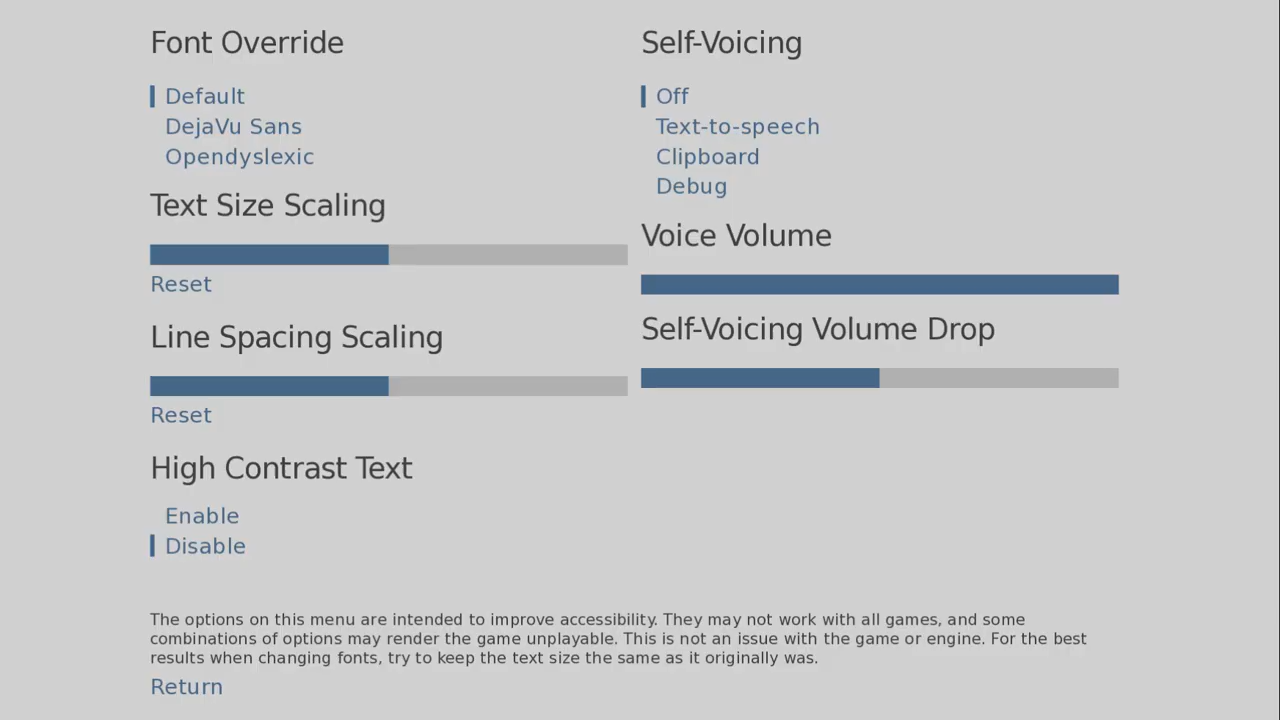 Font Override
Default
DejaVu Sans
Opendyslexic
Text Size Scaling
Reset
Line Spacing Scaling
Reset
High Contrast Text
Enable
Disable
Self-Voicing
Off
Text-to-speech
Clipboard
Debug
Voice Volume
Self-Voicing Volume Drop
The options on this menu are intended to improve accessibility. They may not work with all games, and some
combinations of options may render the game unplayable. This is not an issue with the game or engine. For the best
results when changing fonts, try to keep the text size the same as it originally was.
Return